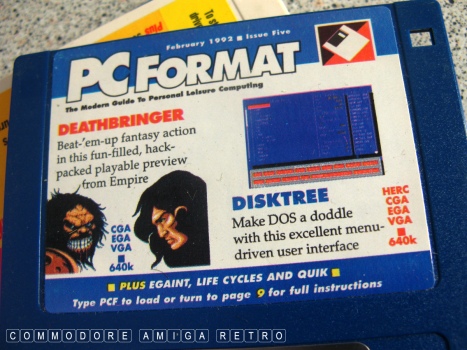 February 1992 ■ Issue Five
PC FORMAT
The Modern Guide To Personal Leisure Computing
DEATHBRINGER
Beat-'em-up fantasy action
in this fun-filled, hack-
packed playable preview
from Empire
CGA
EGA
VGA
■
640k
DISKTREE
Make DOS a doddle
with this excellent menu-
driven user interface
HERC
CGA
EGA
VGA
■
640k
■ PLUS EGAINT, LIFE CYCLES AND QUIK ■
Type PCF to load or turn to page 9 for full instructions
COMMODORE AMIGA RETRO